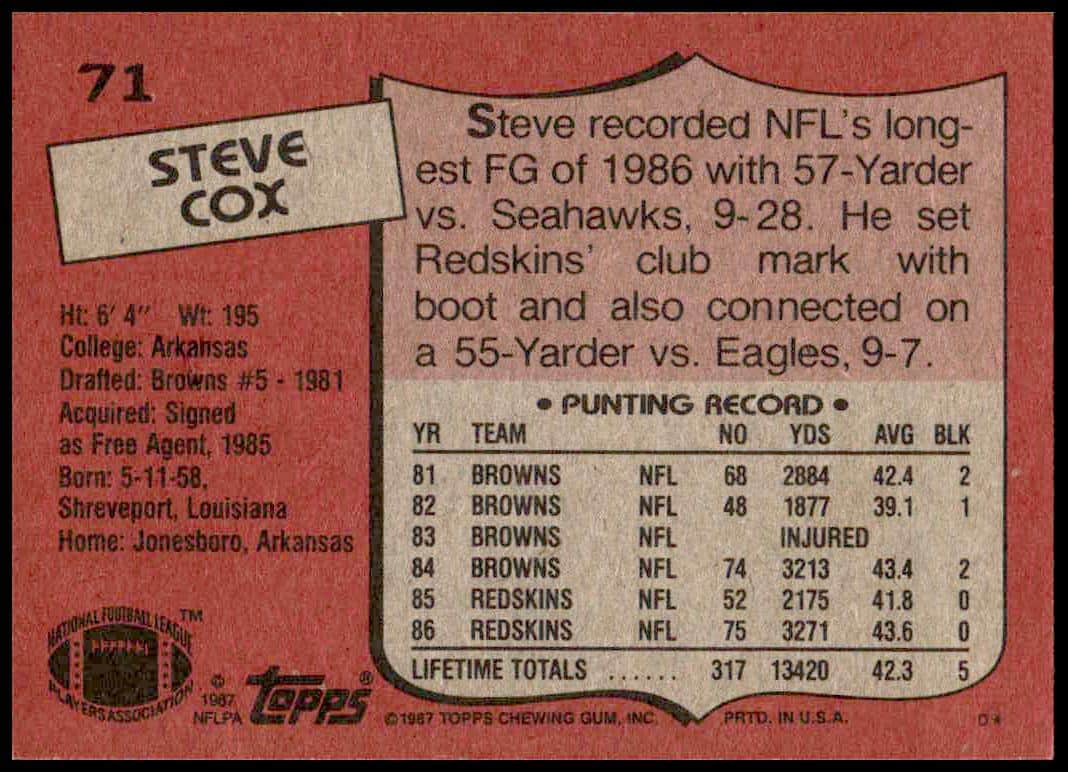 71
STEVE
COX
Ht: 6' 4" Wt: 195
College: Arkansas
Drafted: Browns #5 - 1981
Acquired: Signed
as Free Agent, 1985
Born: 5-11-58,
Shreveport, Louisiana
Home: Jonesboro, Arkansas
Steve recorded NFL's long-
est FG of 1986 with 57-Yarder
vs. Seahawks, 9-28. He set
Redskins' club mark with
boot and also connected on
a 55-Yarder vs. Eagles, 9-7.
• PUNTING RECORD •
YR TEAM NO YDS AVG BLK
81 BROWNS NFL 68 2884 42.4 2
82 BROWNS NFL 48 1877 39.1 1
83 BROWNS NFL INJURED
84 BROWNS NFL 74 3213 43.4 2
85 REDSKINS NFL 52 2175 41.8 0
86 REDSKINS NFL 75 3271 43.6 0
LIFETIME TOTALS ...... 317 13420 42.3 5
NATIONAL FOOTBALL LEAGUE ™
PLAYERS ASSOCIATION
© 1987
NFLPA
Topps®
©1987 TOPPS CHEWING GUM, INC. PRTD. IN U.S.A. D*